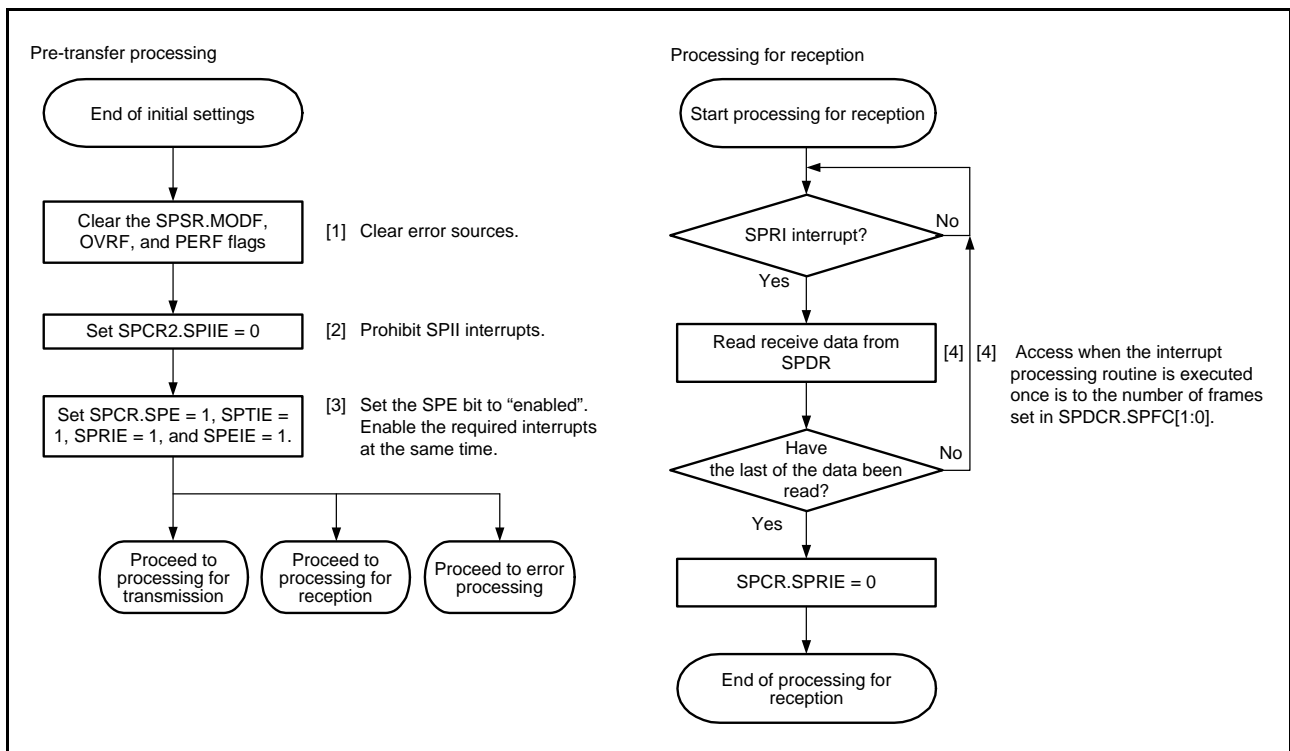 Pre-transfer processing
End of initial settings
Clear the SPSR.MODF,
OVRF, and PERF flags
[1] Clear error sources.
Set SPCR2.SPIIE = 0
[2] Prohibit SPII interrupts.
Set SPCR.SPE = 1, SPTIE =
1, SPRIE = 1, and SPEIE = 1.
[3] Set the SPE bit to “enabled”.
Enable the required interrupts
at the same time.
Proceed to
processing for
transmission
Proceed to
processing for
reception
Proceed to error
processing
Processing for reception
Start processing for reception
SPRI interrupt?
No
Yes
Read receive data from
SPDR
[4]
[4] Access when the interrupt
processing routine is executed
once is to the number of frames
set in SPDCR.SPFC[1:0].
Have
the last of the data been
read?
No
Yes
SPCR.SPRIE = 0
End of processing for
reception